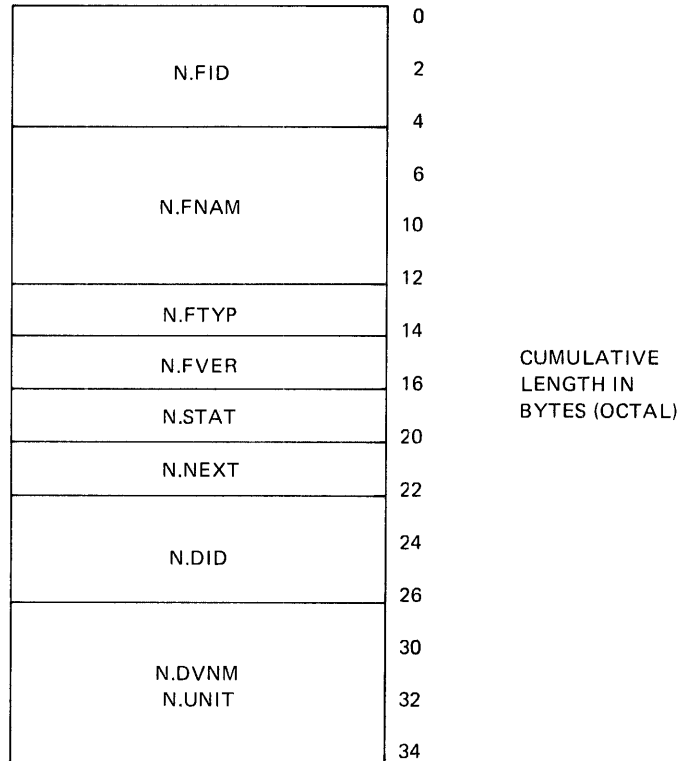 0
N.FID
2
4
6
N.FNAM
10
12
N.FTYP
14
N.FVER
16
N.STAT
20
N.NEXT
22
N.DID
24
26
30
N.DVNM
N.UNIT
32
34
CUMULATIVE
LENGTH IN
BYTES (OCTAL)